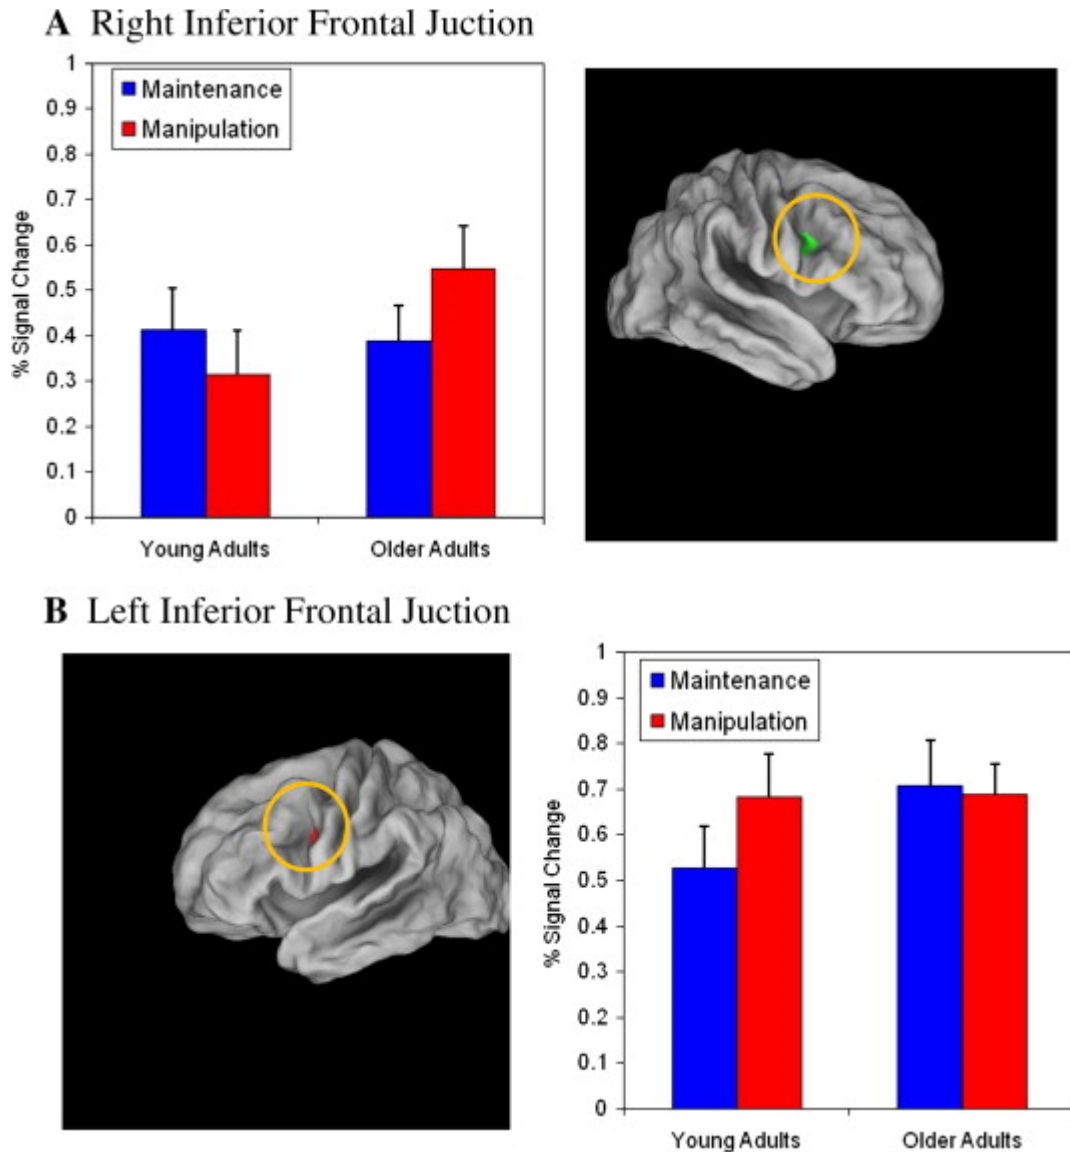 A Right Inferior Frontal Juction
1
0.9
0.8
0.7
0.6
0.5
0.4
0.3
0.2
0.1
0
% Signal Change
Maintenance
Manipulation
Young Adults Older Adults
B Left Inferior Frontal Juction
1
0.9
0.8
0.7
0.6
0.5
0.4
0.3
0.2
0.1
0
% Signal Change
Maintenance
Manipulation
Young Adults Older Adults